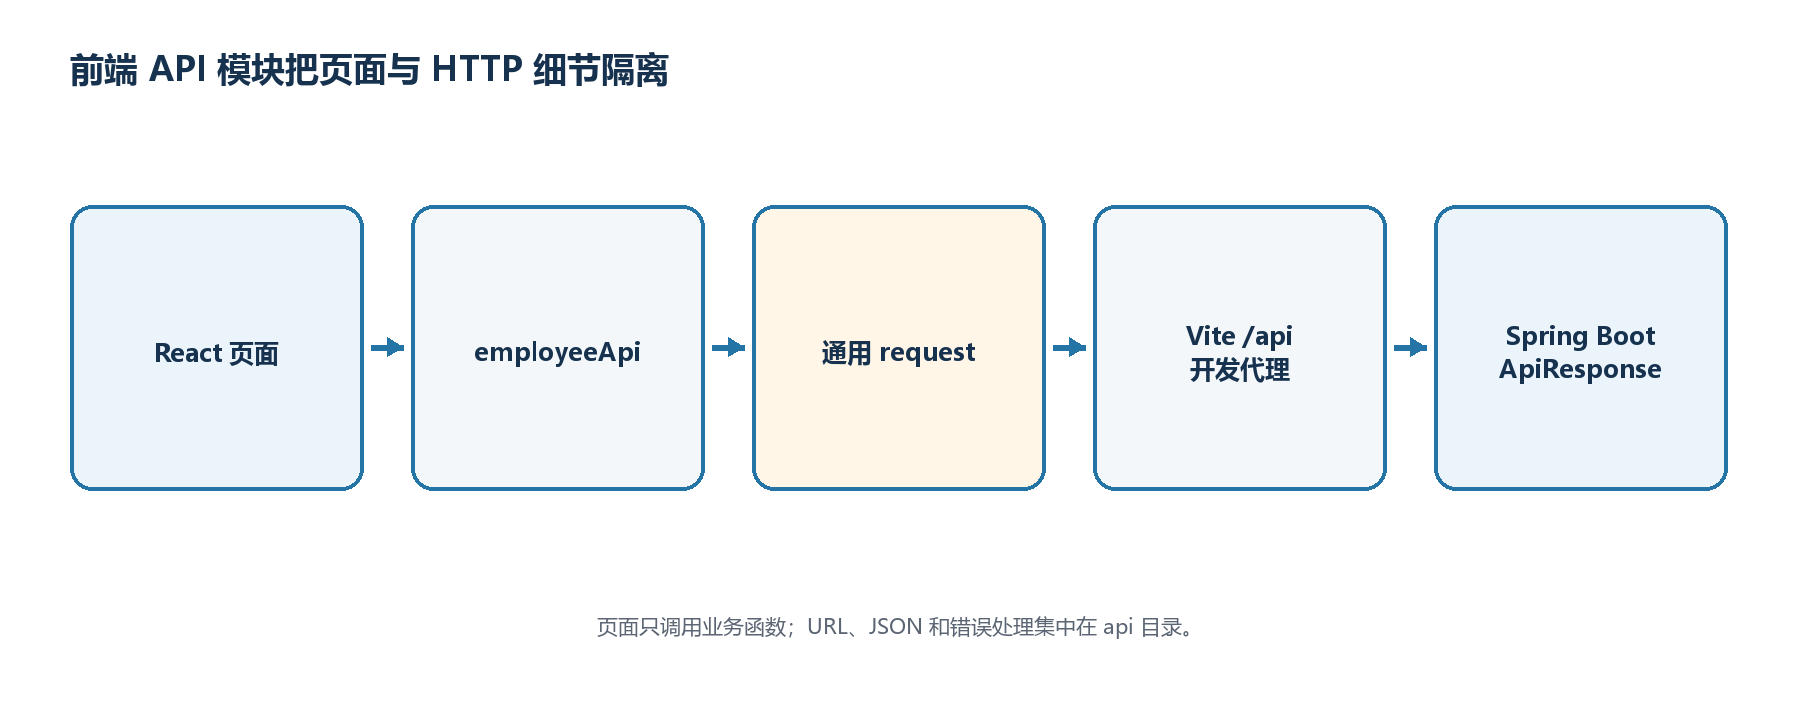 前端 API 模块把页面与 HTTP 细节隔离
React 页面
employeeApi
通用 request
Vite /api
开发代理
Spring Boot
ApiResponse
页面只调用业务函数；URL、JSON 和错误处理集中在 api 目录。